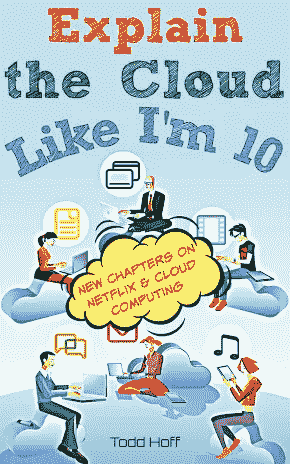 Explain
the Cloud
Like I'm 10
NEW CHAPTERS ON
NETFLIX & CLOUD
COMPUTING
Todd Hoff